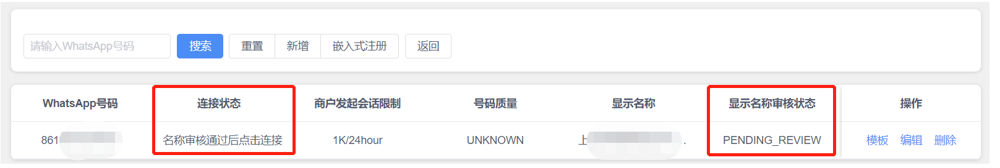 请输入WhatsApp号码 搜索 重置 新增 嵌入式注册 返回
WhatsApp号码 连接状态 商户发起会话限制 号码质量 显示名称 显示名称审核状态 操作
861 名称审核通过后点击连接 1K/24hour UNKNOWN 上 . PENDING_REVIEW 模板 编辑 删除